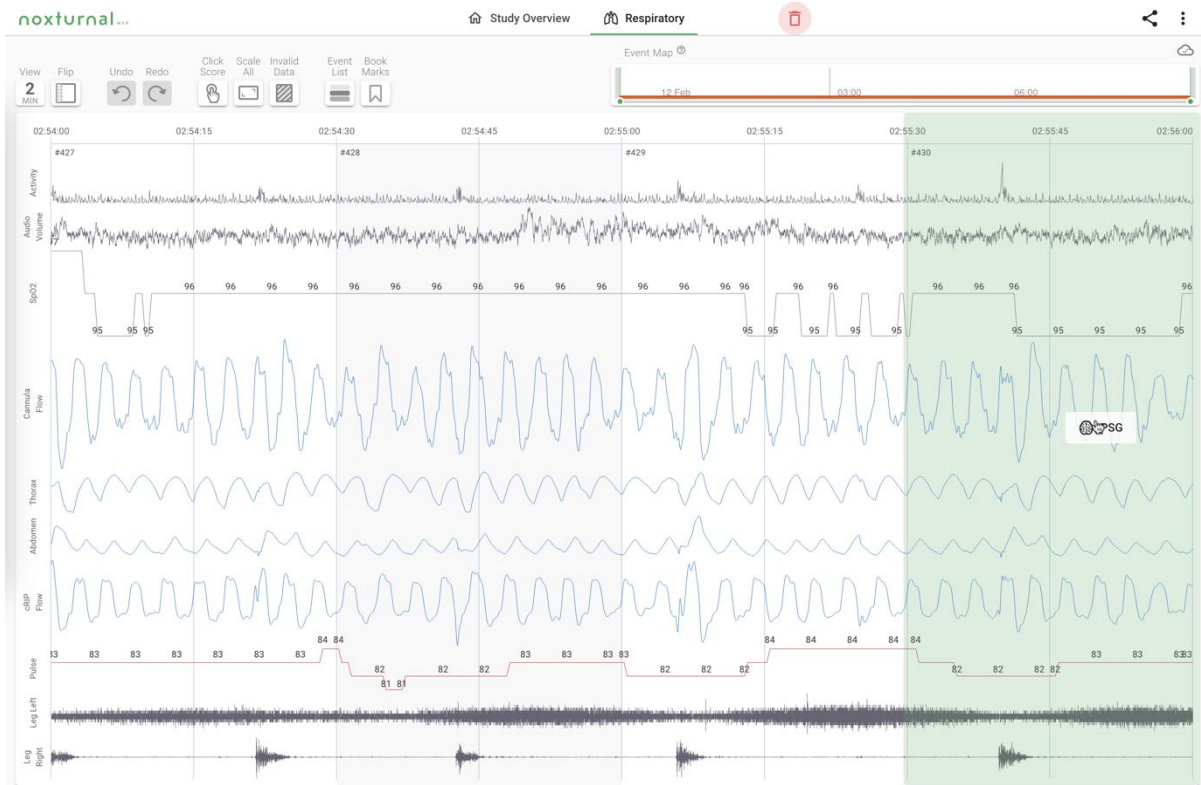 noxturnal
Study Overview
Respiratory
Event Map
View Flip Undo Redo Click Score Scale All Invalid Data Event List Book Marks
2
MIN
12 Feb 03:00 06:00
02:54:00 02:54:15 02:54:30 02:54:45 02:55:00 02:55:15 02:55:30 02:55:45 02:56:00
#427 #428 #429 #430
Activity
Audio Volume
SpO2
96 96 96 96 96 96 96 96 96 96 96 96 96 96 96 96 96 96 96 96 96
95 95 95 95 95 95 95 95 95 95 95 95 95
Cannula Flow
PSG
Thorax
Abdomen
cRIP Flow
84 84 84 84 84 84 84
Pulse
83 83 83 83 83 83 83 83 83 83 83 83 83
82 82 82 82 82 82 82 82 82 82
81 81
Leg Left
Leg Right